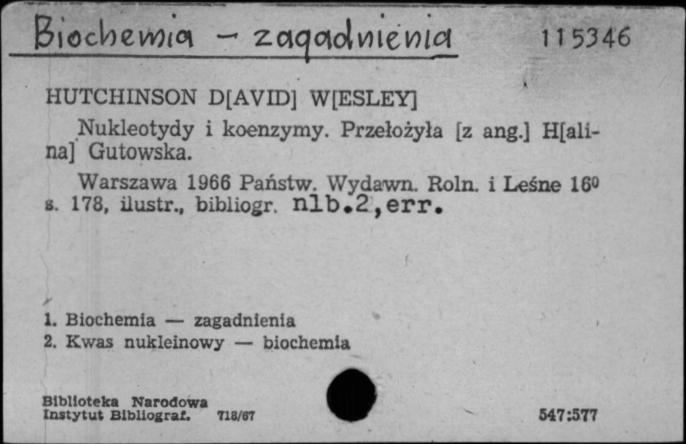 Biochemia – zagadnienia 115346
HUTCHINSON D[AVID] W[ESLEY]
Nukleotydy i koenzymy. Przełożyła [z ang.] H[ali-
na] Gutowska.
Warszawa 1966 Państw. Wydawn. Roln. i Leśne 16⁰
s. 178, ilustr., bibliogr. nlb.2,err.
1. Biochemia — zagadnienia
2. Kwas nukleinowy — biochemia
Biblioteka Narodowa
Instytut Bibliograf. 718/67 547:577